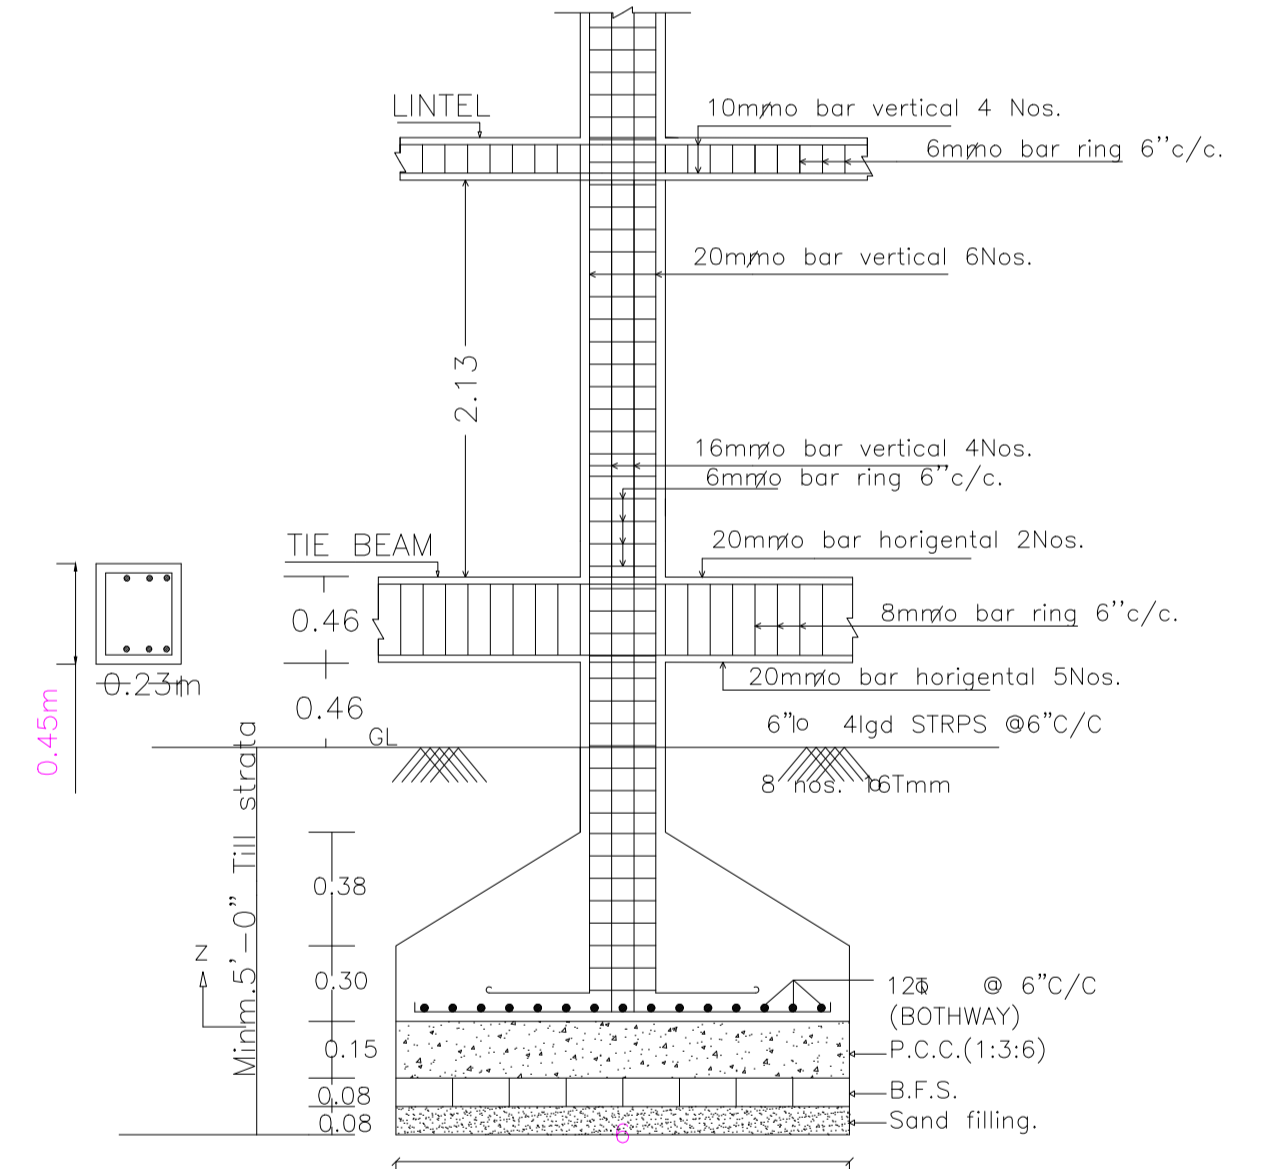 LINTEL
10mmø bar vertical 4 Nos.
6mmø bar ring 6''c/c.
20mmø bar vertical 6Nos.
2.13
16mmø bar vertical 4Nos.
6mmø bar ring 6"c/c.
TIE BEAM
20mmø bar horigental 2Nos.
0.46
8mmø bar ring 6''c/c.
0.23m
20mmø bar horigental 5Nos.
0.45m
0.46
6" 4lgd STRPS @6"C/C
GL
8 nos. 16Tmm
Minm.5'-0" Till strata
0.38
Z
0.30
12 @ 6"C/C
(BOTHWAY)
0.15
P.C.C.(1:3:6)
0.08
B.F.S.
0.08
Sand filling.
6